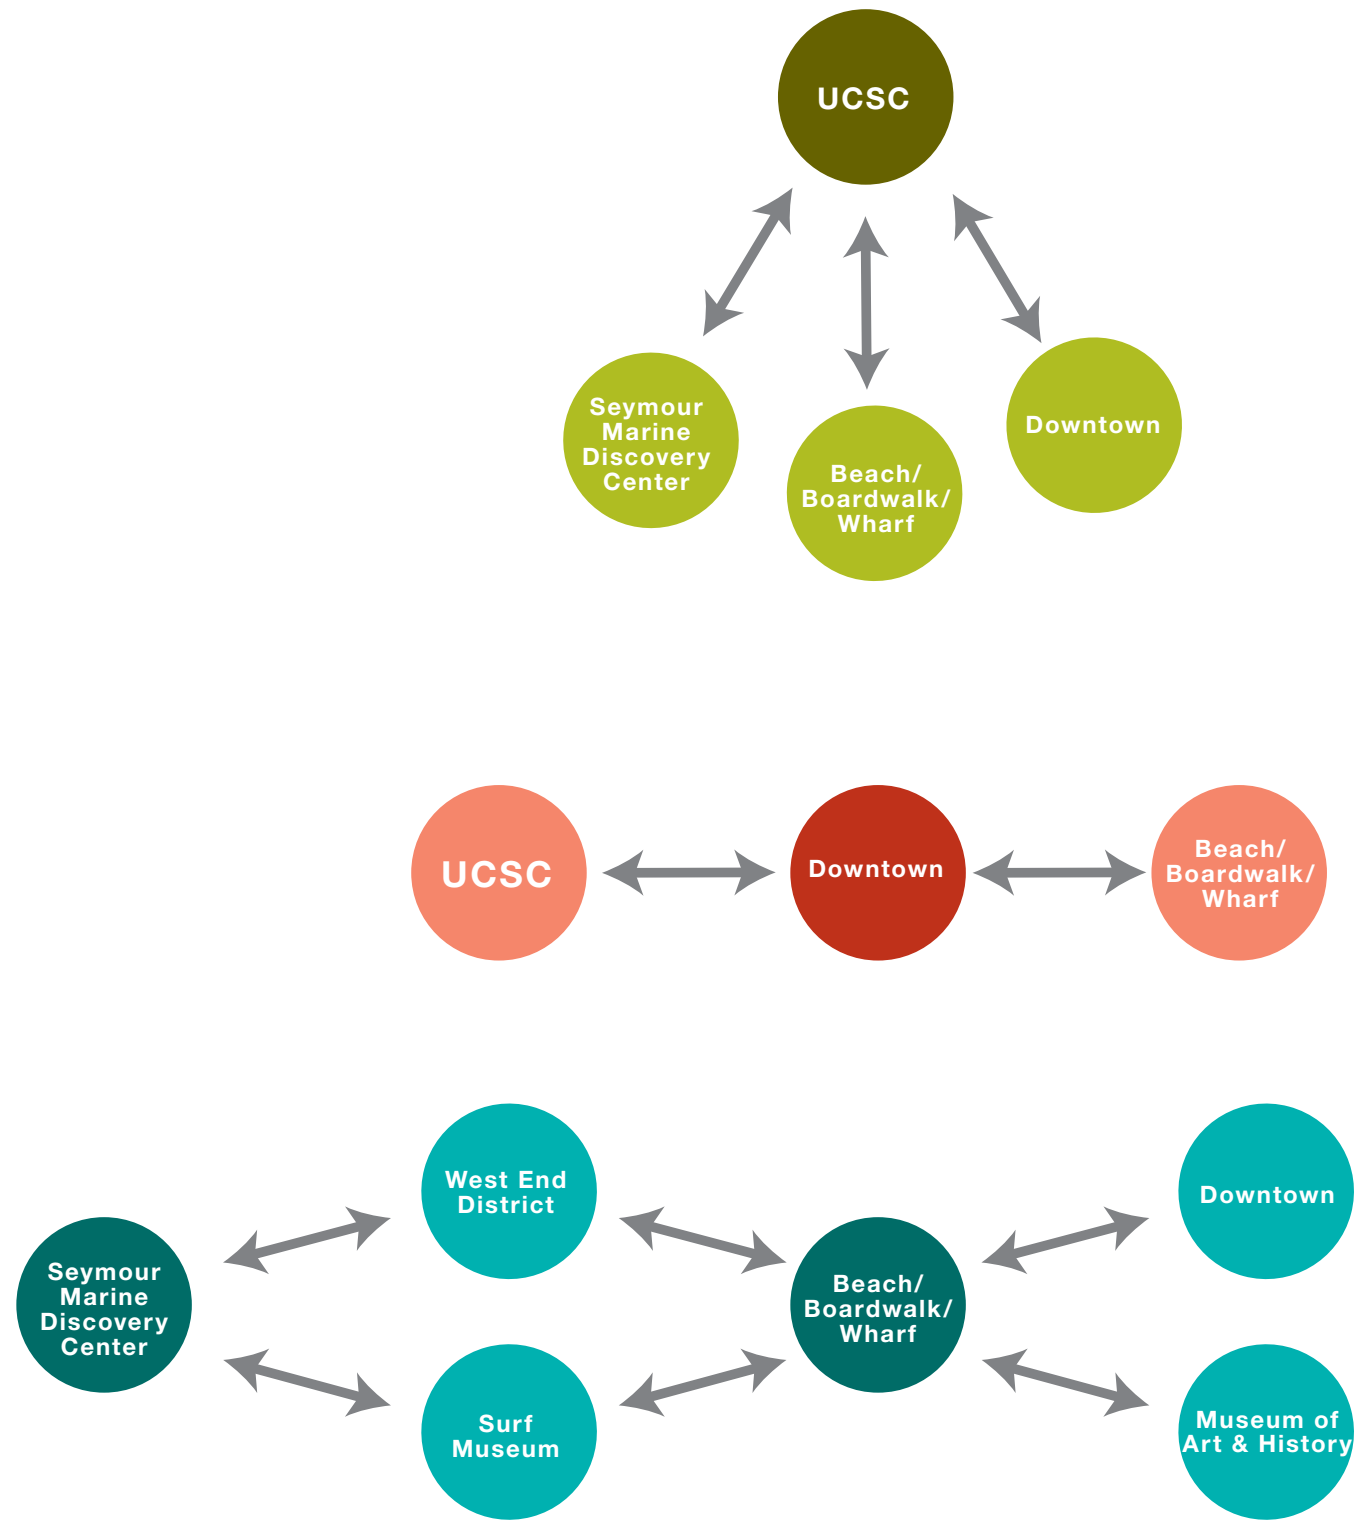 UCSC
Seymour
Marine
Discovery
Center
Beach/
Boardwalk/
Wharf
Downtown
UCSC
Downtown
Beach/
Boardwalk/
Wharf
Seymour
Marine
Discovery
Center
West End
District
Surf
Museum
Beach/
Boardwalk/
Wharf
Downtown
Museum of
Art & History